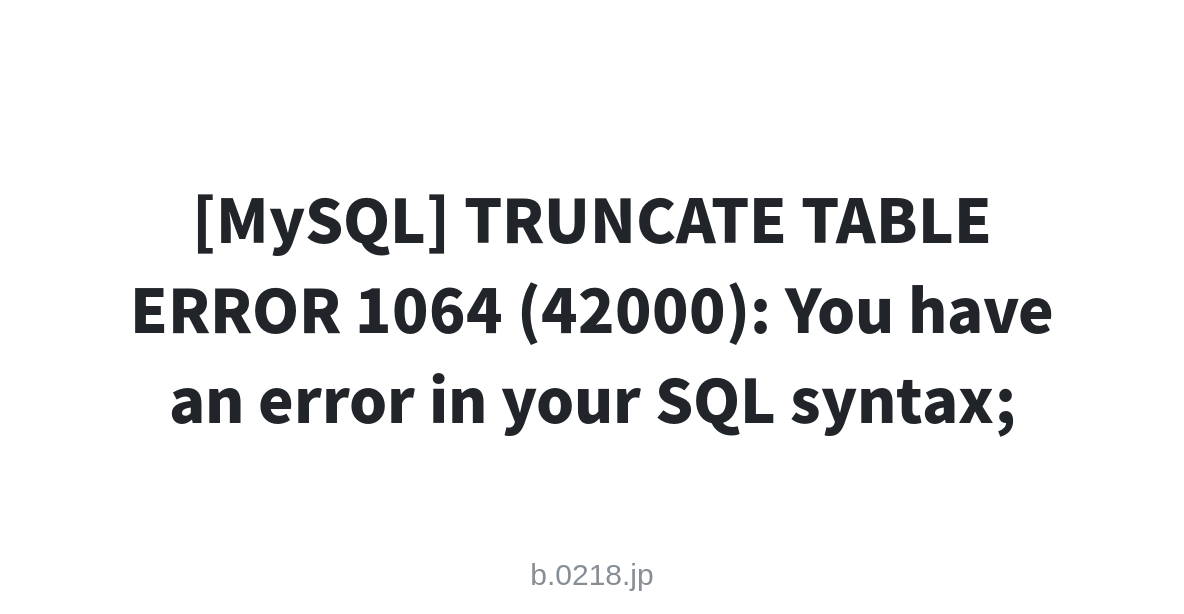 [MySQL] TRUNCATE TABLE
ERROR 1064 (42000): You have
an error in your SQL syntax;
b.0218.jp